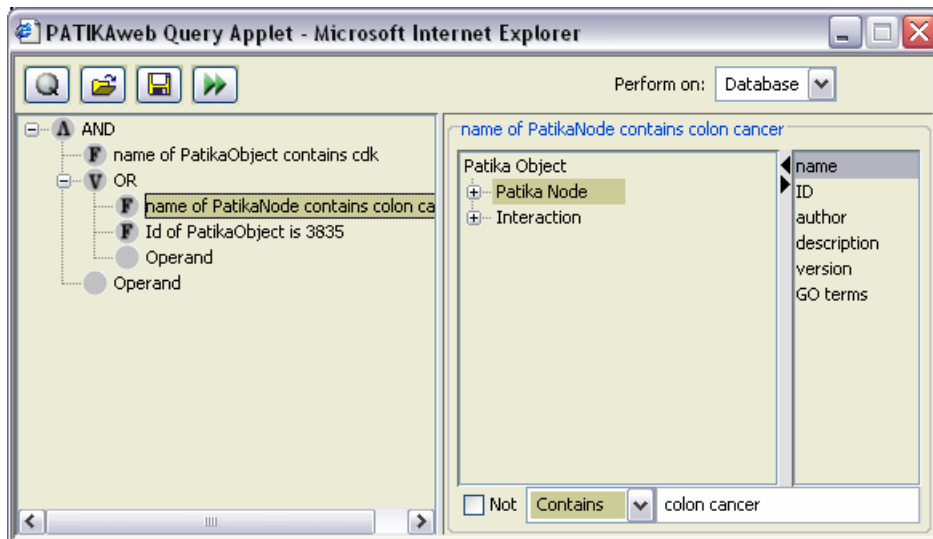 PATIKAweb Query Applet - Microsoft Internet Explorer
Perform on: Database
Λ AND
F name of PatikaObject contains cdk
V OR
F name of PatikaNode contains colon ca
F Id of PatikaObject is 3835
Operand
Operand
name of PatikaNode contains colon cancer
Patika Object
Patika Node
Interaction
name
ID
author
description
version
GO terms
Not Contains colon cancer